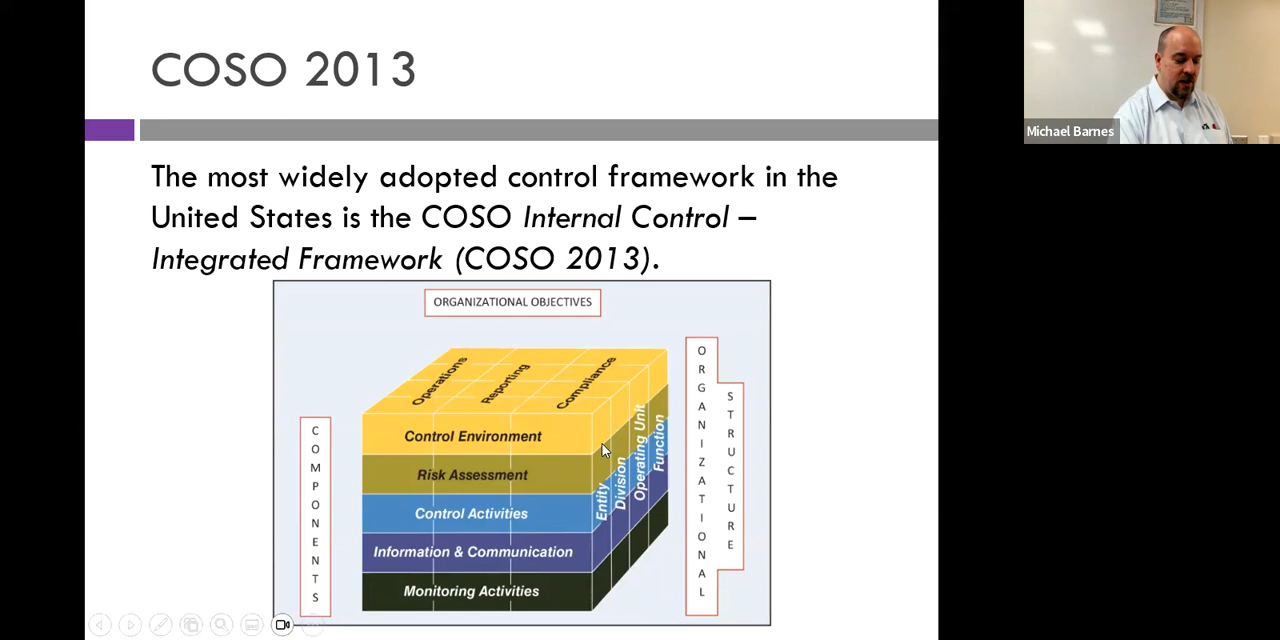 COSO 2013
The most widely adopted control framework in the
United States is the COSO Internal Control –
Integrated Framework (COSO 2013).
ORGANIZATIONAL OBJECTIVES
Operations
Reporting
Compliance
COMPONENTS
Control Environment
Risk Assessment
Control Activities
Information & Communication
Monitoring Activities
Entity
Division
Operating Unit
Function
ORGANIZATIONAL
STRUCTURE
Michael Barnes